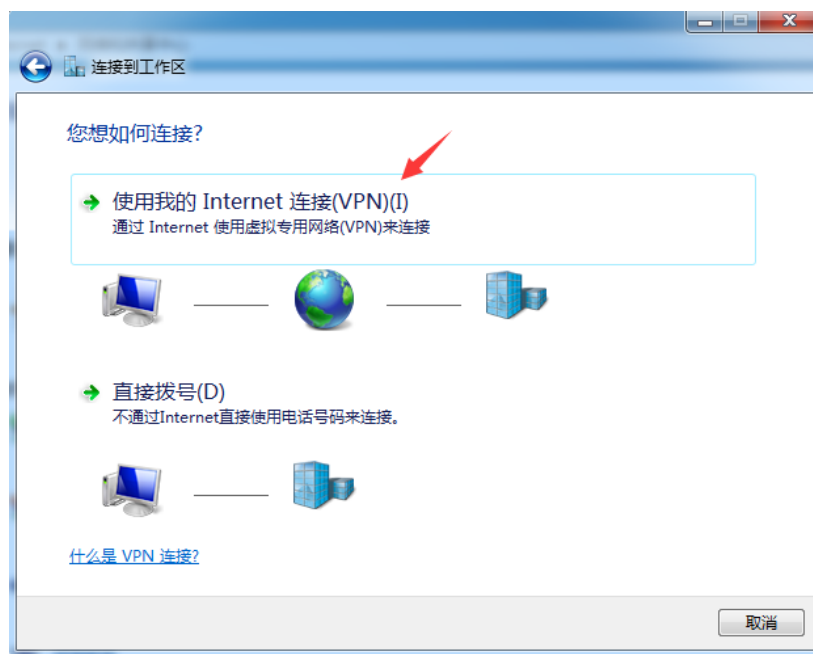 连接到工作区
您想如何连接?
使用我的 Internet 连接(VPN)(I)
通过 Internet 使用虚拟专用网络(VPN)来连接
直接拨号(D)
不通过Internet直接使用电话号码来连接。
什么是 VPN 连接?
取消